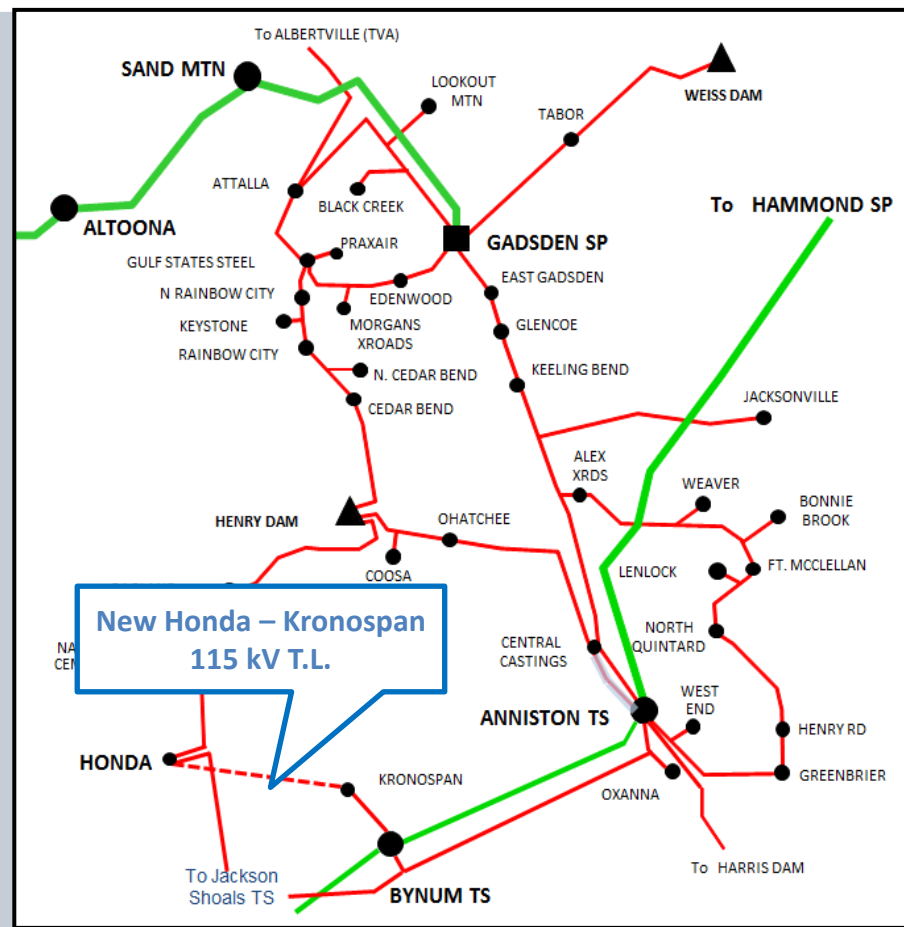 To ALBERTVILLE (TVA)
SAND MTN
LOOKOUT
MTN
WEISS DAM
TABOR
ATTALLA
BLACK CREEK
To HAMMOND SP
ALTOONA
PRAXAIR
GADSDEN SP
GULF STATES STEEL
EAST GADSDEN
EDENWOOD
N RAINBOW CITY
KEYSTONE
MORGANS
XROADS
GLENCOE
RAINBOW CITY
N. CEDAR BEND
KEELING BEND
CEDAR BEND
JACKSONVILLE
ALEX
XRDS
WEAVER
BONNIE
BROOK
HENRY DAM
OHATCHEE
COOSA
LENLOCK
FT. MCCLELLAN
New Honda – Kronospan
115 kV T.L.
NORTH
QUINTARD
CENTRAL
CASTINGS
WEST
END
ANNISTON TS
HENRY RD
HONDA
KRONOSPAN
GREENBRIER
OXANNA
To Jackson
Shoals TS
BYNUM TS
To HARRIS DAM